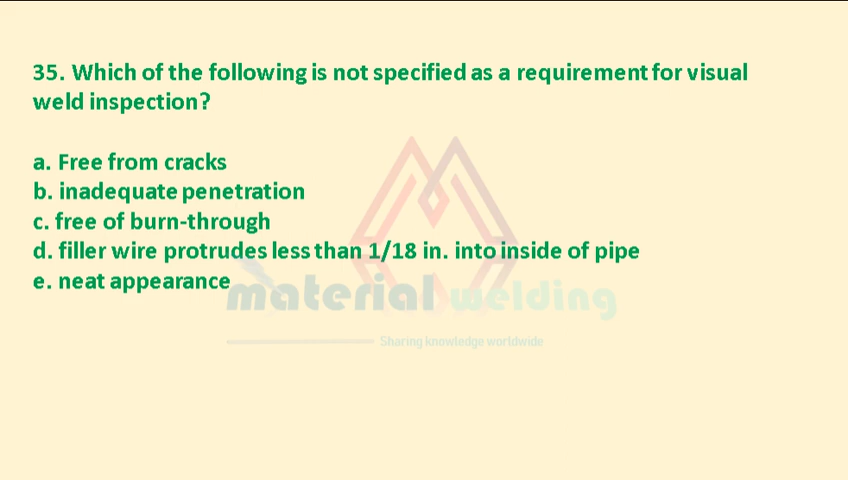 35. Which of the following is not specified as a requirement for visual
weld inspection?
a. Free from cracks
b. inadequate penetration
c. free of burn-through
d. filler wire protrudes less than 1/18 in. into inside of pipe
e. neat appearance
material welding
Sharing knowledge worldwide